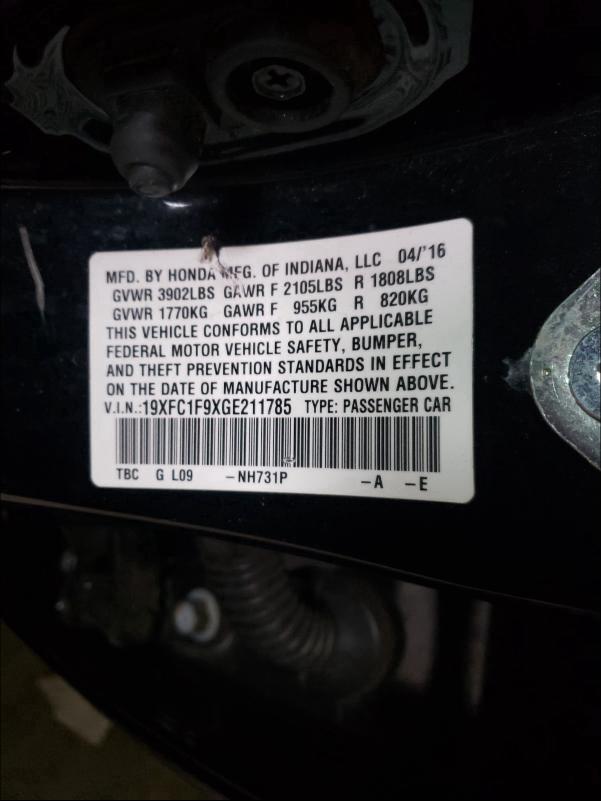 MFD. BY HONDA MFG. OF INDIANA, LLC 04/'16
GVWR 3902LBS GAWR F 2105LBS R 1808LBS
GVWR 1770KG GAWR F 955KG R 820KG
THIS VEHICLE CONFORMS TO ALL APPLICABLE
FEDERAL MOTOR VEHICLE SAFETY, BUMPER,
AND THEFT PREVENTION STANDARDS IN EFFECT
ON THE DATE OF MANUFACTURE SHOWN ABOVE.
V.I.N.:19XFC1F9XGE211785 TYPE: PASSENGER CAR
TBC G L09 -NH731P -A -E